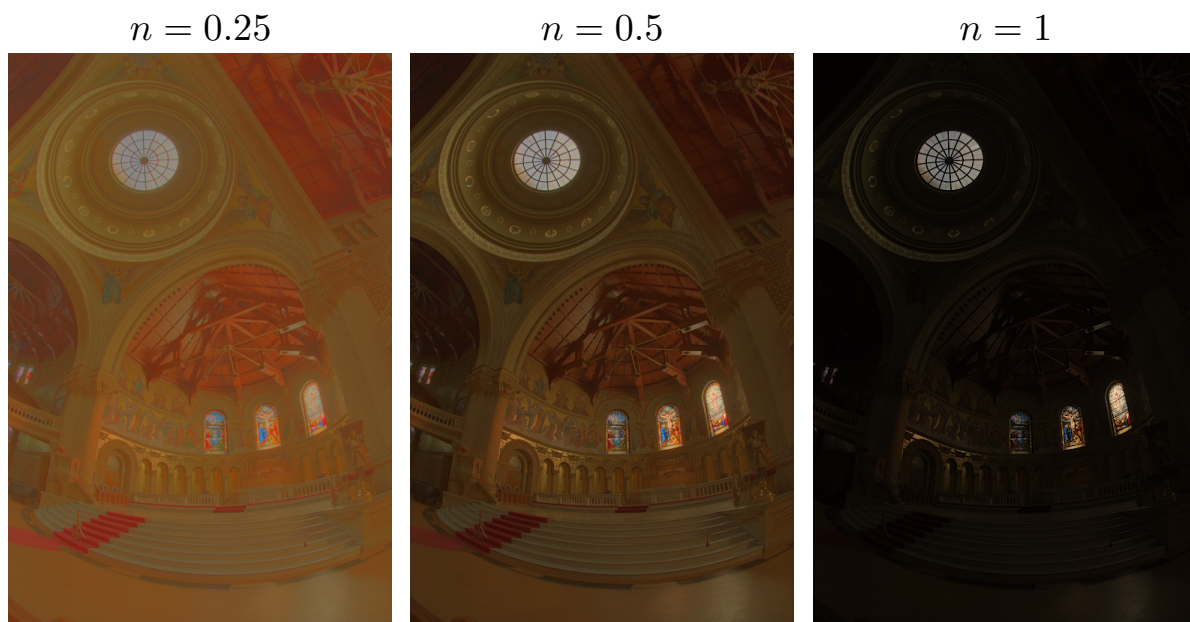 n = 0.25
n = 0.5
n = 1